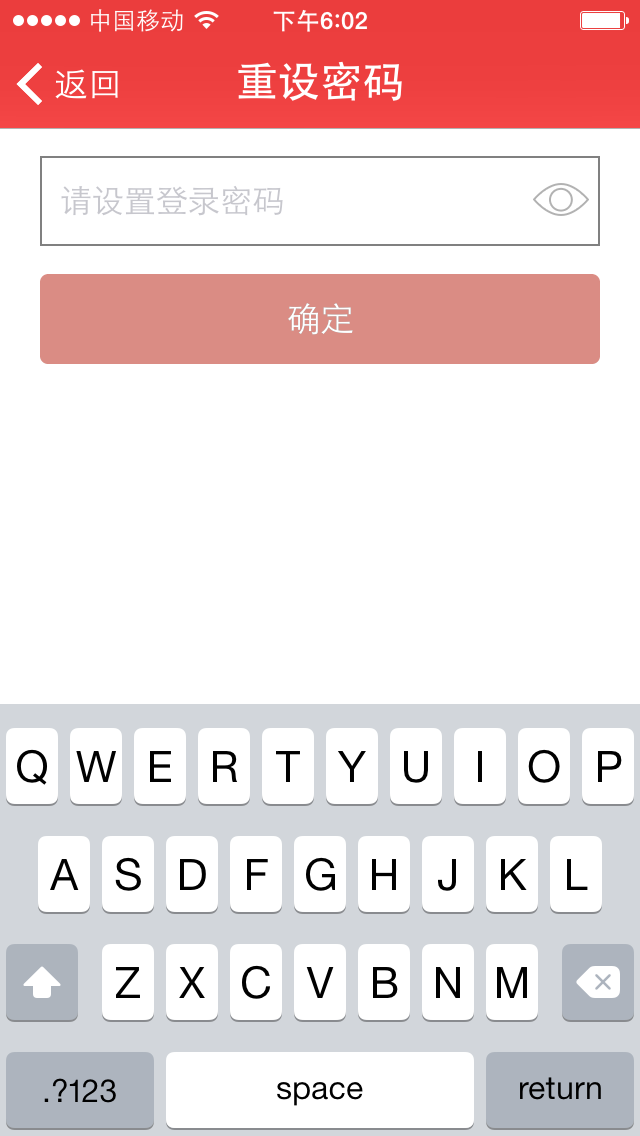 中国移动 下午6:02
返回 重设密码
请设置登录密码
确定
Q W E R T Y U I O P
A S D F G H J K L
Z X C V B N M
.?123 space return